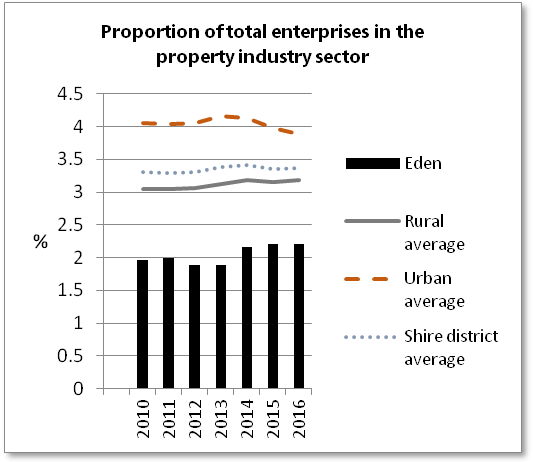 Proportion of total enterprises in the
property industry sector
4.5
4
3.5
3
2.5
2
1.5
1
0.5
0
%
2010
2011
2012
2013
2014
2015
2016
Eden
Rural
average
Urban
average
Shire district
average